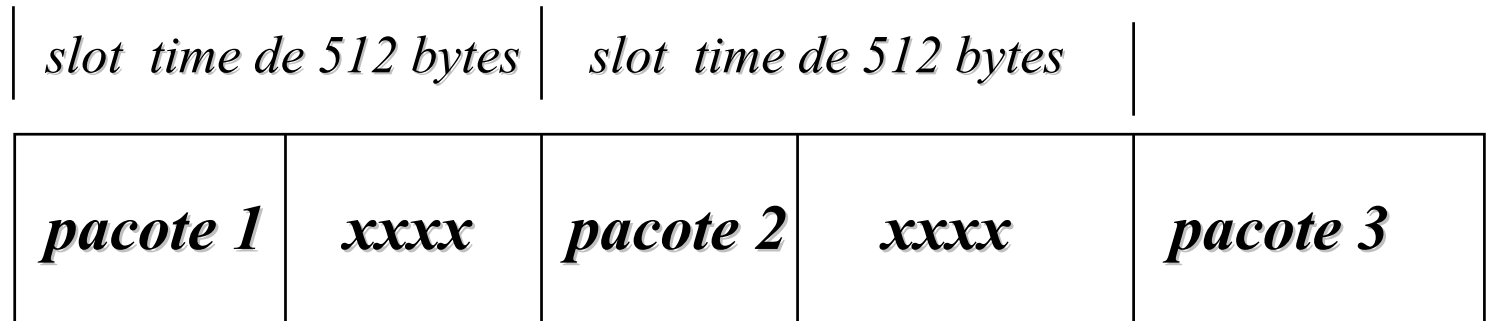 slot time de 512 bytes slot time de 512 bytes
pacote 1 xxxx pacote 2 xxxx pacote 3